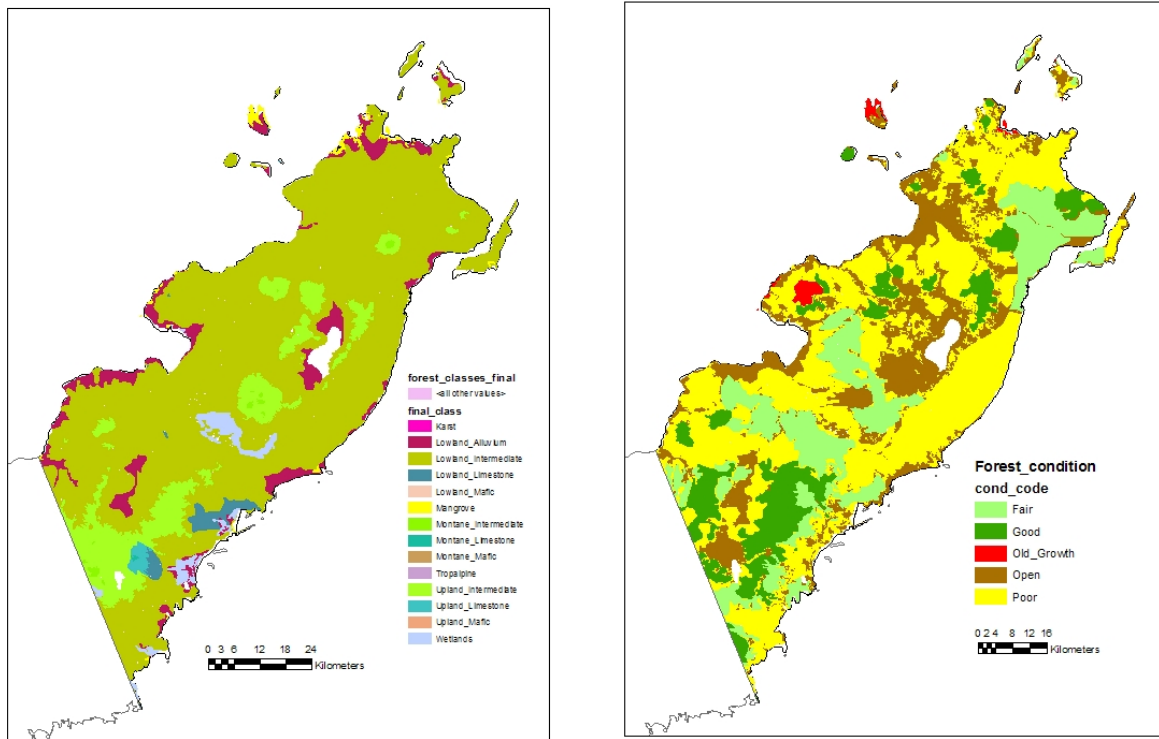 forest_classes_final
<all other values>
final_class
Karst
Lowland_Alluvium
Lowland_Intermediate
Lowland_Limestone
Lowland_Mafic
Mangrove
Montane_Intermediate
Montane_Limestone
Montane_Mafic
Tropalpine
Upland_Intermediate
Upland_Limestone
Upland_Mafic
Wetlands
0 3 6 12 18 24
Kilometers
Forest_condition
cond_code
Fair
Good
Old_Growth
Open
Poor
0 2 4 8 12 16
Kilometers